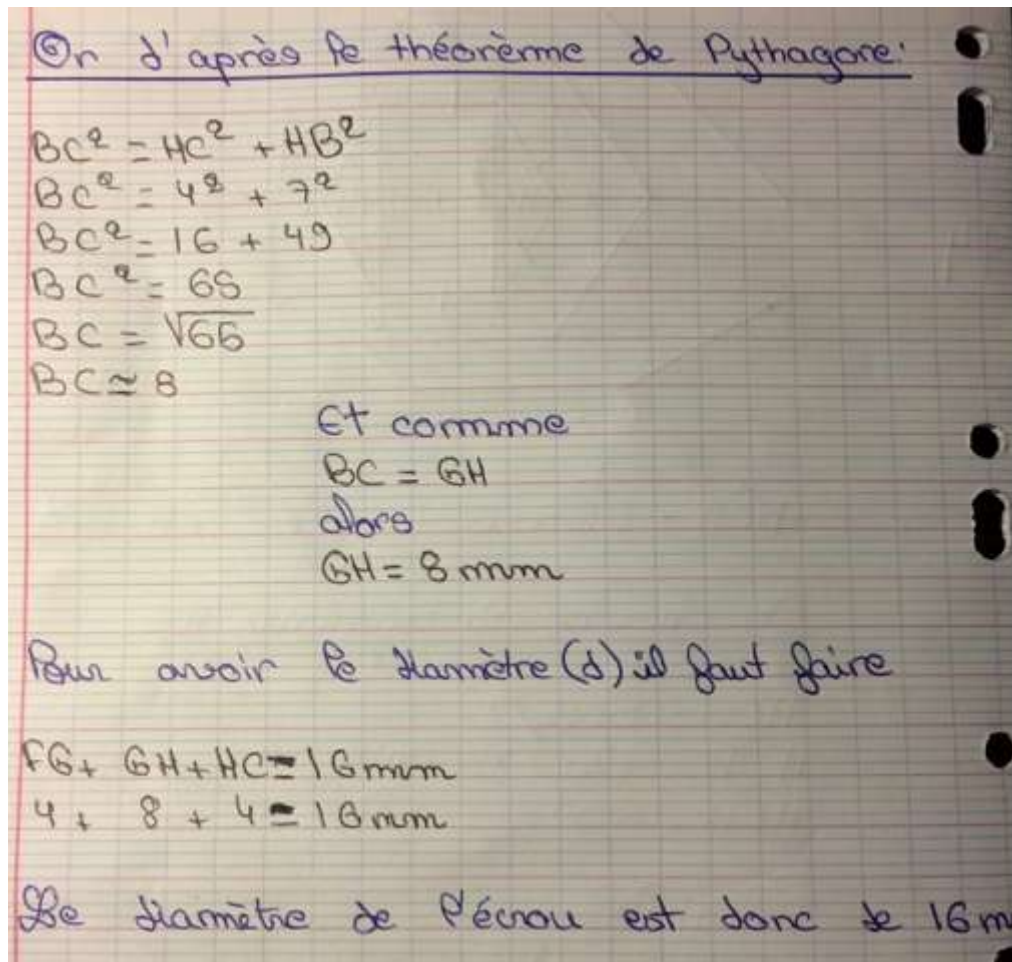 Or d'après le théorème de Pythagore:
BC² = HC² + HB²
BC² = 4² + 7²
BC² = 16 + 49
BC² = 65
BC = √65
BC ≃ 8
Et comme
BC = GH
alors
GH = 8 mm
Pour avoir le diamètre (d) il faut faire
FG + GH + HC = 16 mm
4 + 8 + 4 = 16 mm
Le diamètre de l'écrou est donc de 16 m